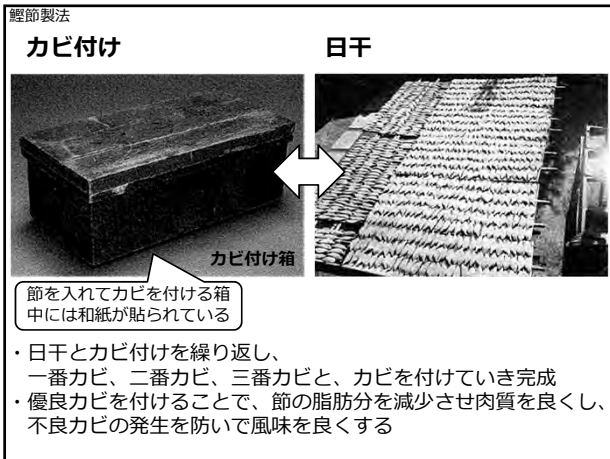 鰹節製法
カビ付け
日干
カビ付け箱
節を入れてカビを付ける箱
中には和紙が貼られている
・日干とカビ付けを繰り返し、
一番カビ、二番カビ、三番カビと、カビを付けていき完成
・優良カビを付けることで、節の脂肪分を減少させ肉質を良くし、
不良カビの発生を防いで風味を良くする